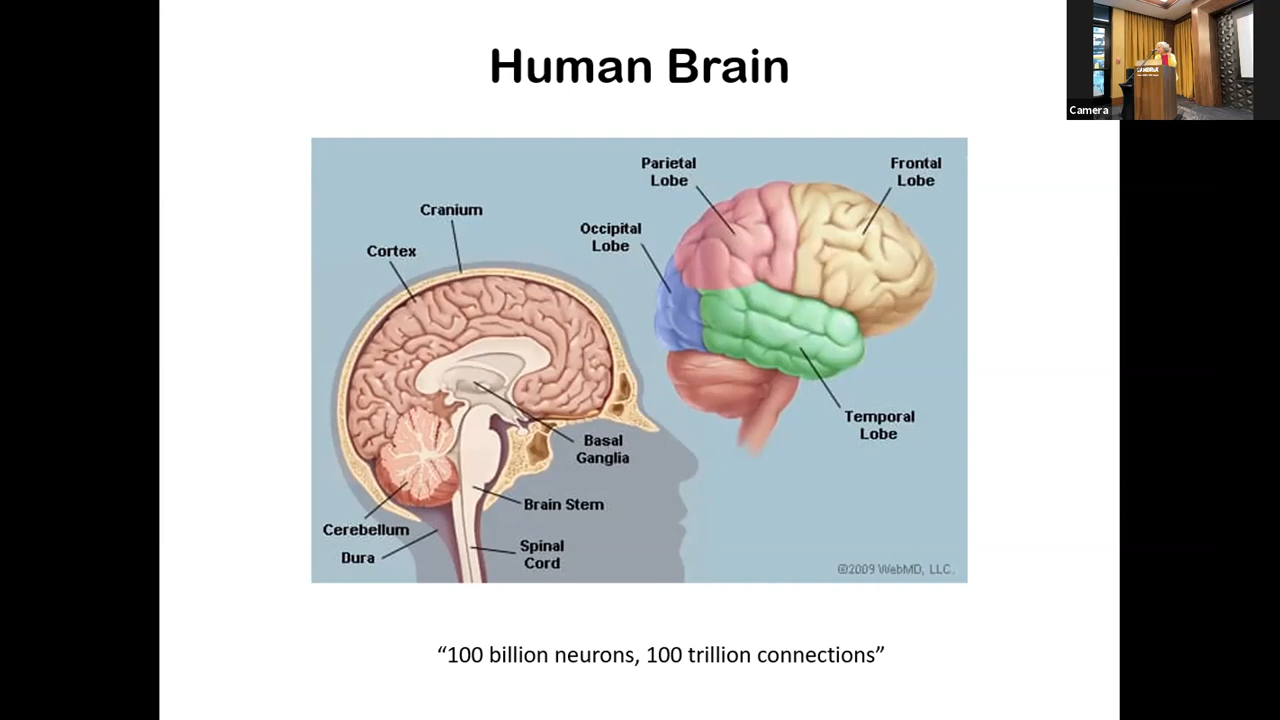 Human Brain
Parietal
Lobe
Frontal
Lobe
Cranium
Occipital
Lobe
Cortex
Temporal
Lobe
Basal
Ganglia
Brain Stem
Cerebellum
Spinal
Cord
Dura
©2009 WebMD, LLC.
“100 billion neurons, 100 trillion connections”
Camera